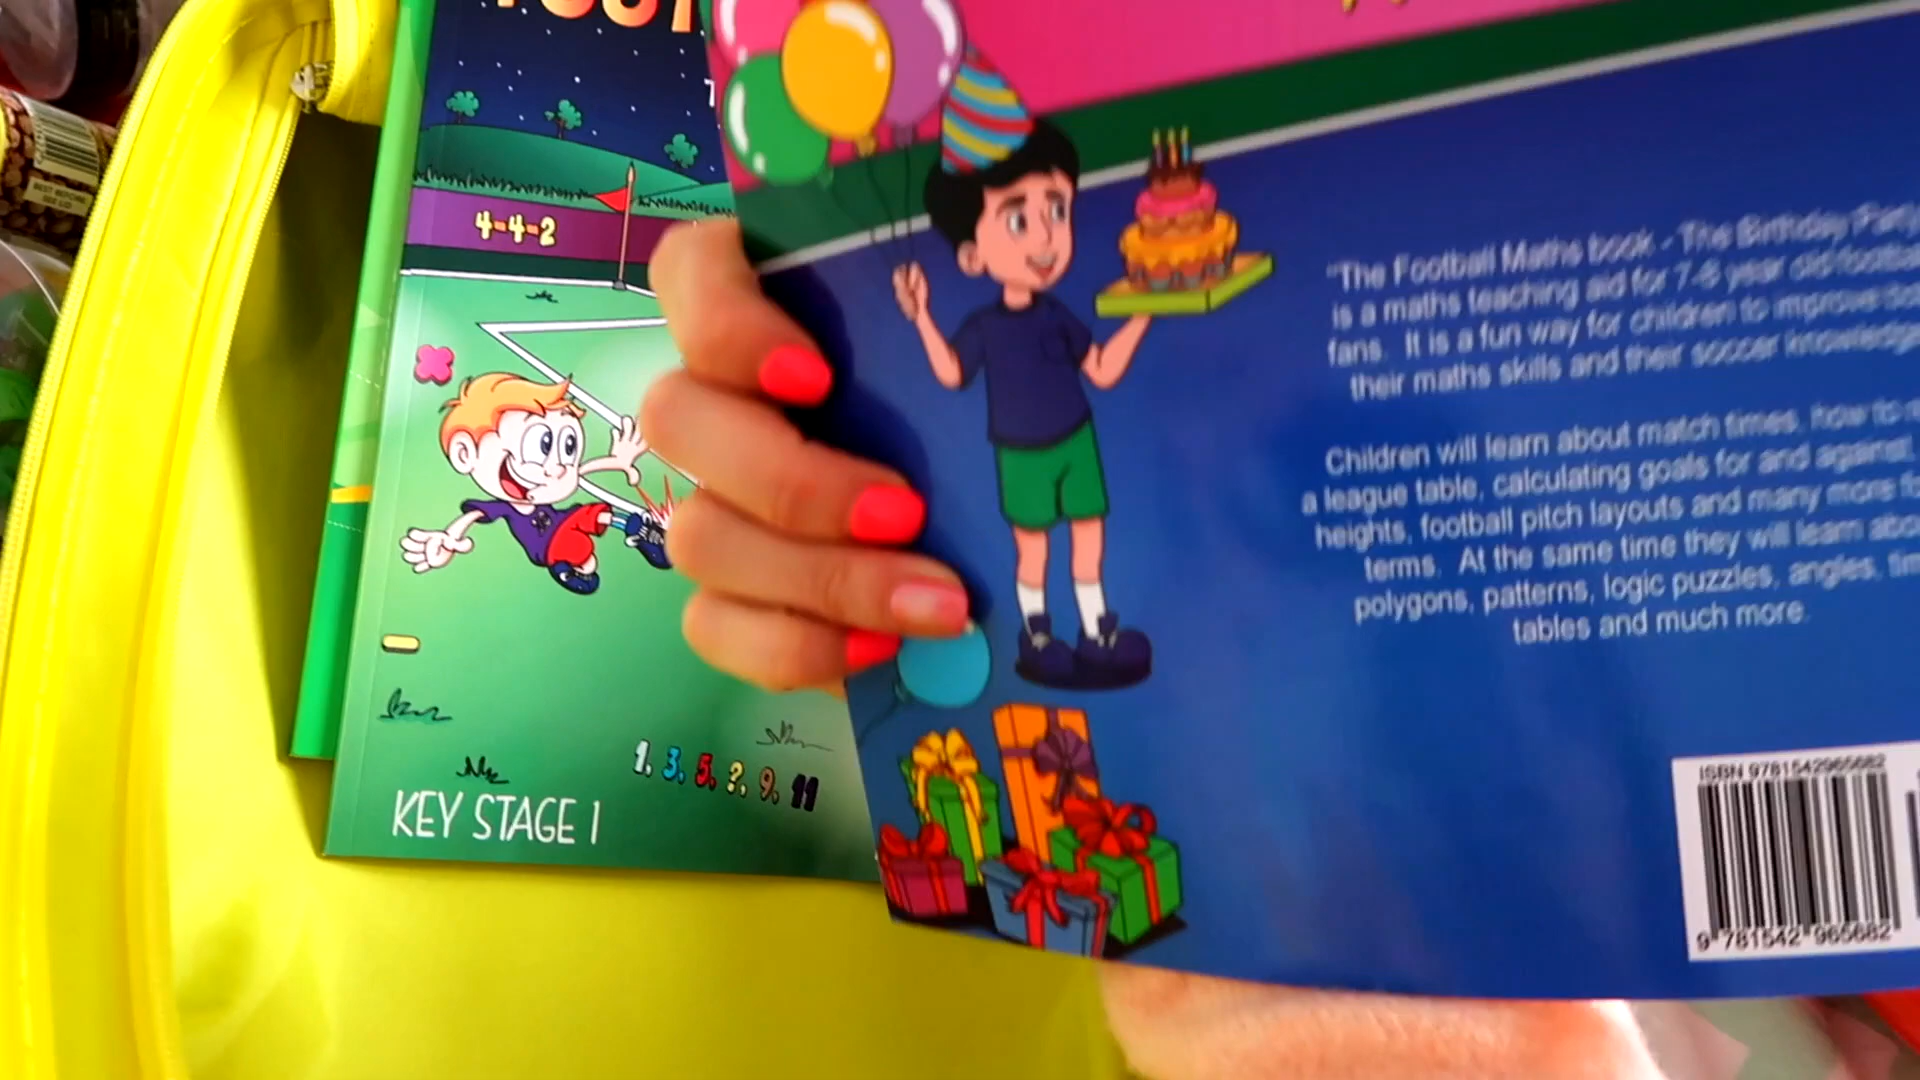 4-4-2
1, 3, 5, ?, 9, 11
KEY STAGE 1
BEST BEFORE
SEE LID
"The Football Maths book - The Birthday Party
is a maths teaching aid for 7-8 year old football
fans. It is a fun way for children to improve
their maths skills and their soccer knowledge
Children will learn about match times, how to
a league table, calculating goals for and against,
heights, football pitch layouts and many more
terms. At the same time they will learn
polygons, patterns, logic puzzles, angles,
tables and much more.
ISBN 9781542965682
9 781542 965682